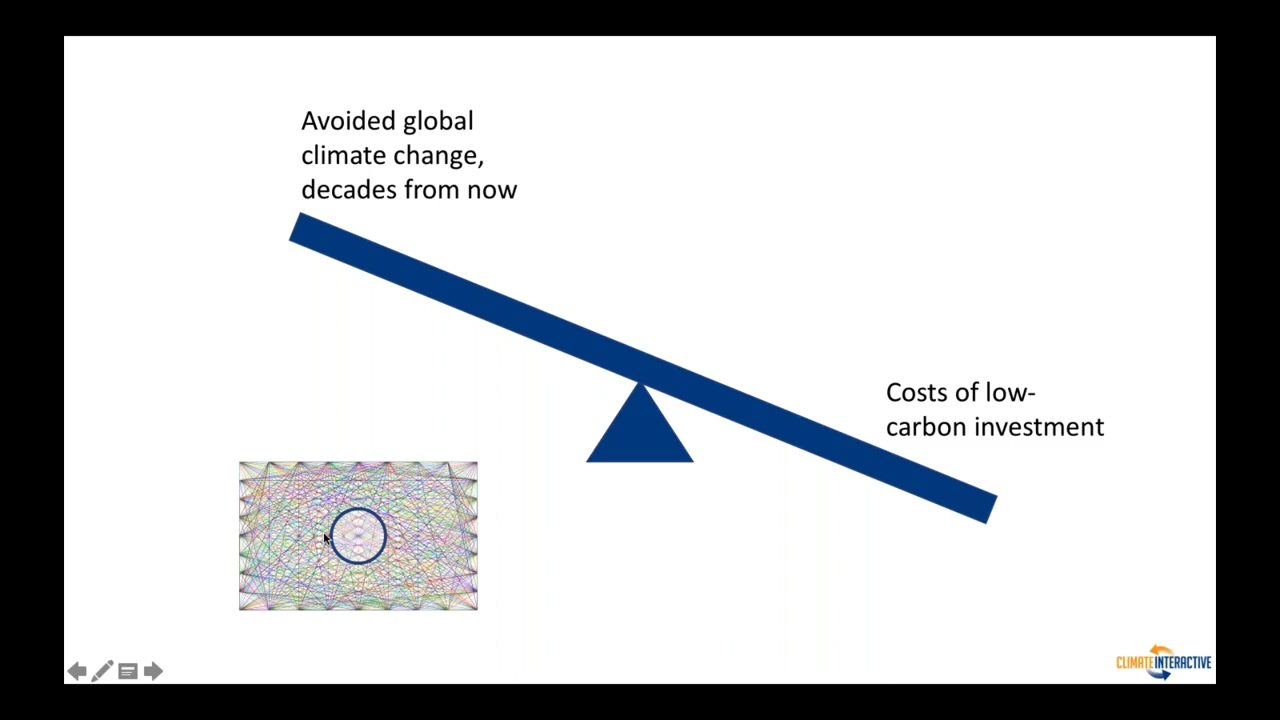 Avoided global
climate change,
decades from now
Costs of low-
carbon investment
CLIMATE INTERACTIVE